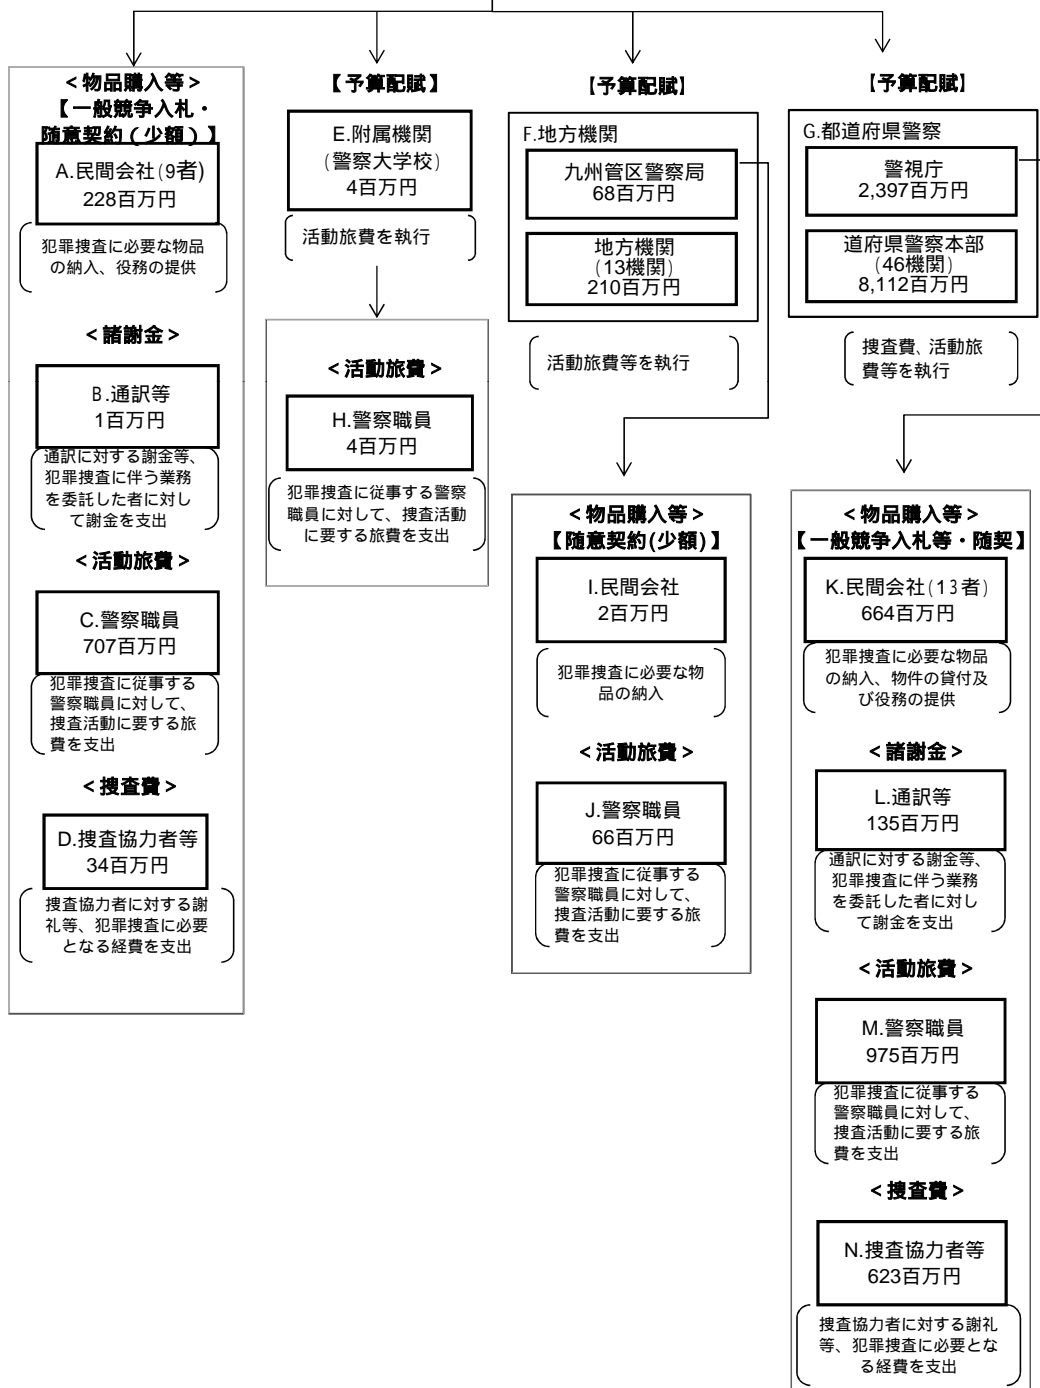 <物品購入等>
【一般競争入札・
随意契約(少額)】
A.民間会社(9者)
228百万円
犯罪捜査に必要な物品
の納入、役務の提供
<諸謝金>
B.通訳等
1百万円
通訳に対する謝金等、
犯罪捜査に伴う業務
を委託した者に対し
て謝金を支出
<活動旅費>
C.警察職員
707百万円
犯罪捜査に従事する
警察職員に対して、
捜査活動に要する旅
費を支出
<捜査費>
D.捜査協力者等
34百万円
捜査協力者に対する謝
礼等、犯罪捜査に必要
となる経費を支出
【予算配賦】
E.附属機関
(警察大学校)
4百万円
活動旅費を執行
<活動旅費>
H.警察職員
4百万円
犯罪捜査に従事する警察
職員に対して、捜査活動
に要する旅費を支出
【予算配賦】
F.地方機関
九州管区警察局
68百万円
地方機関
(13機関)
210百万円
活動旅費等を執行
<物品購入等>
【随意契約(少額)】
I.民間会社
2百万円
犯罪捜査に必要な物
品の納入
<活動旅費>
J.警察職員
66百万円
犯罪捜査に従事する
警察職員に対して、
捜査活動に要する旅
費を支出
【予算配賦】
G.都道府県警察
警視庁
2,397百万円
道府県警察本部
(46機関)
8,112百万円
捜査費、活動旅
費等を執行
<物品購入等>
【一般競争入札等・随契】
K.民間会社(13者)
664百万円
犯罪捜査に必要な物品
の納入、物件の貸付及
び役務の提供
<諸謝金>
L.通訳等
135百万円
通訳に対する謝金等、
犯罪捜査に伴う業務
を委託した者に対し
て謝金を支出
<活動旅費>
M.警察職員
975百万円
犯罪捜査に従事する
警察職員に対して、
捜査活動に要する旅
費を支出
<捜査費>
N.捜査協力者等
623百万円
捜査協力者に対する謝礼
等、犯罪捜査に必要とな
る経費を支出